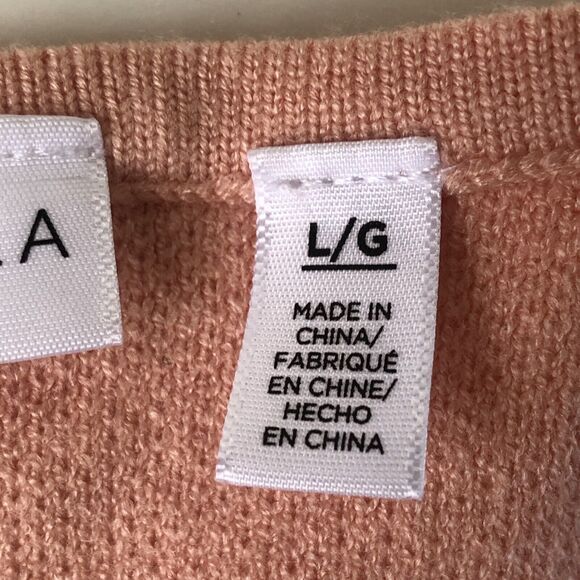 A
L/G
MADE IN
CHINA/
FABRIQUÉ
EN CHINE/
HECHO
EN CHINA